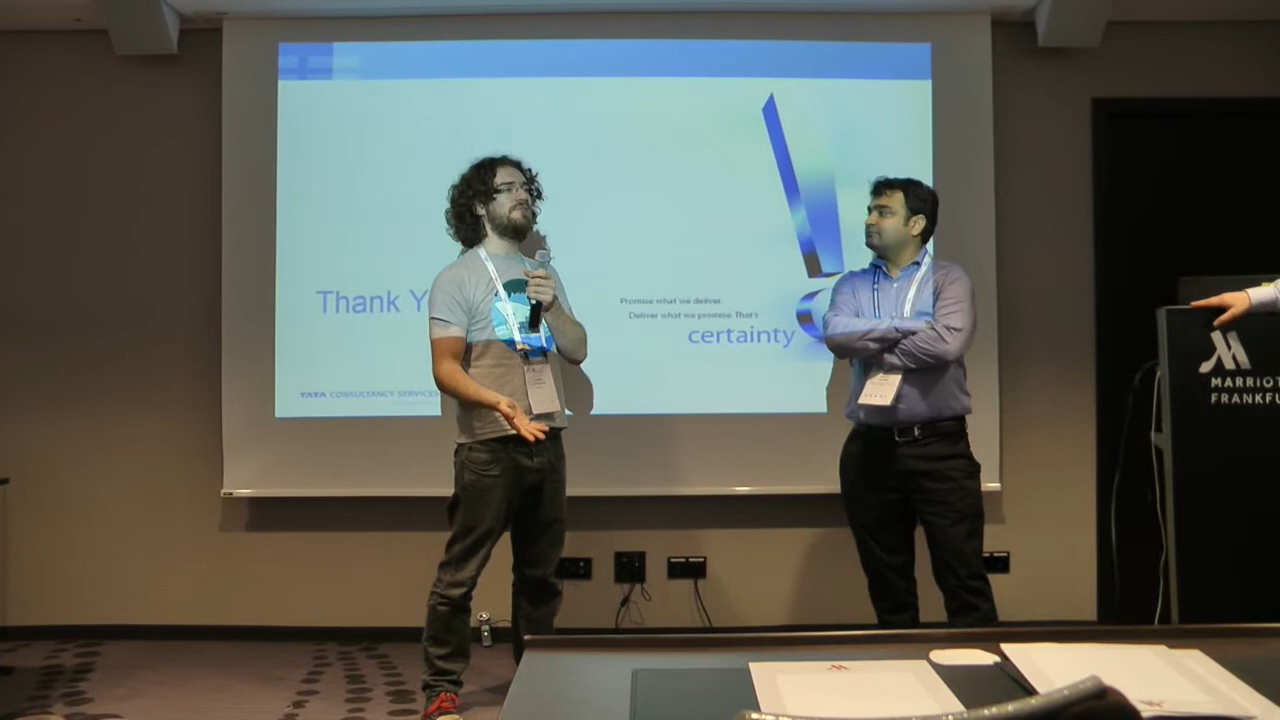 Thank Y
Promise what we deliver
Deliver what we promise. That's
certainty
TATA CONSULTANCY SERVICES
MARRIOT
FRANKFU